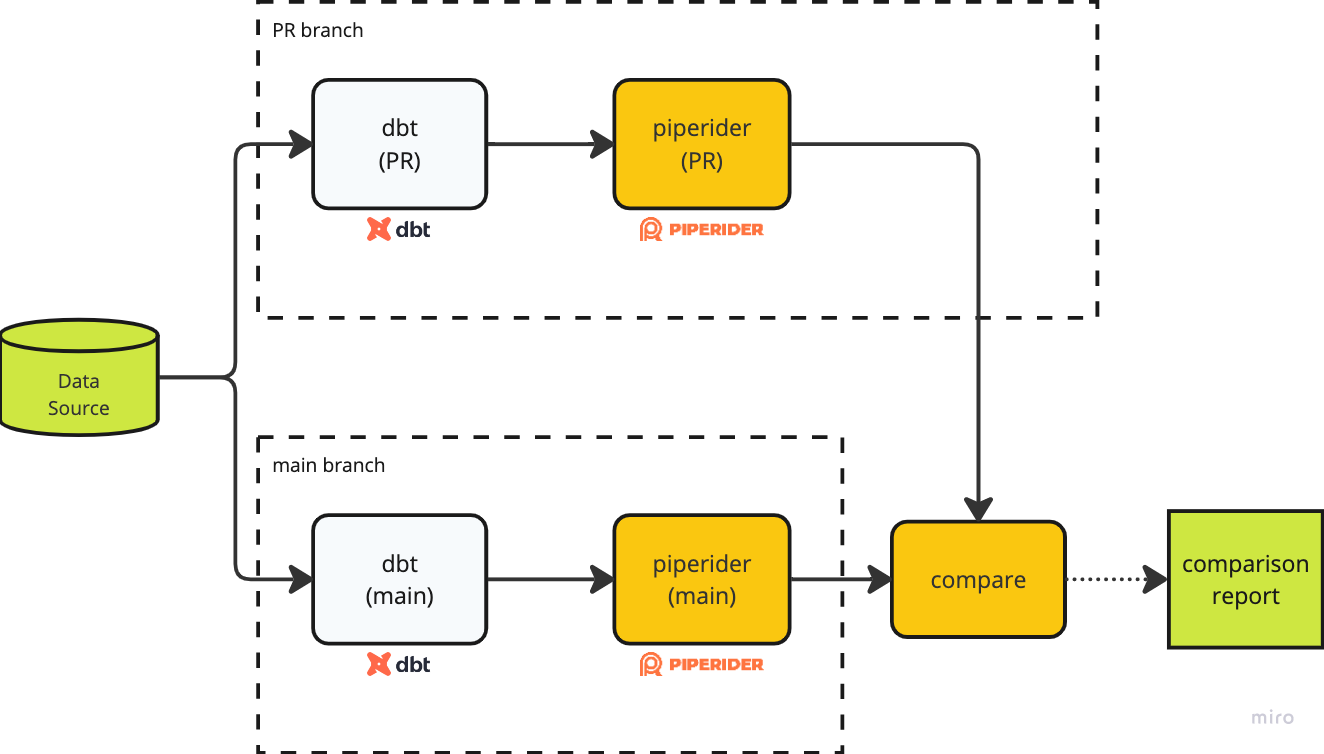 PR branch
dbt
(PR)
piperider
(PR)
dbt
PIPERIDER
Data
Source
main branch
dbt
(main)
piperider
(main)
compare
comparison
report
dbt
PIPERIDER
miro